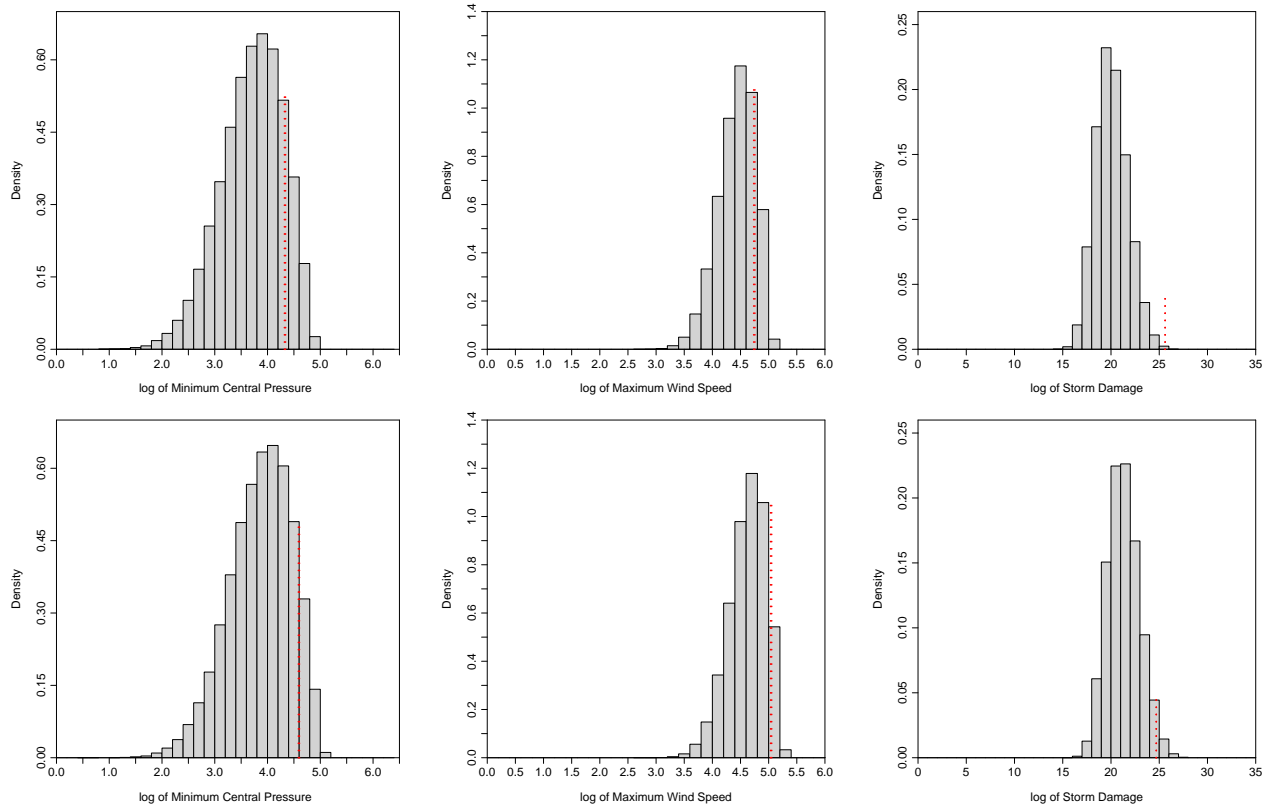 0.00 0.15 0.30 0.45 0.60
Density
0.0 1.0 2.0 3.0 4.0 5.0 6.0
log of Minimum Central Pressure
0.0 0.2 0.4 0.6 0.8 1.0 1.2 1.4
Density
0.0 0.5 1.0 1.5 2.0 2.5 3.0 3.5 4.0 4.5 5.0 5.5 6.0
log of Maximum Wind Speed
0.00 0.05 0.10 0.15 0.20 0.25
Density
0 5 10 15 20 25 30 35
log of Storm Damage
0.00 0.15 0.30 0.45 0.60
Density
0.0 1.0 2.0 3.0 4.0 5.0 6.0
log of Minimum Central Pressure
0.0 0.2 0.4 0.6 0.8 1.0 1.2 1.4
Density
0.0 0.5 1.0 1.5 2.0 2.5 3.0 3.5 4.0 4.5 5.0 5.5 6.0
log of Maximum Wind Speed
0.00 0.05 0.10 0.15 0.20 0.25
Density
0 5 10 15 20 25 30 35
log of Storm Damage